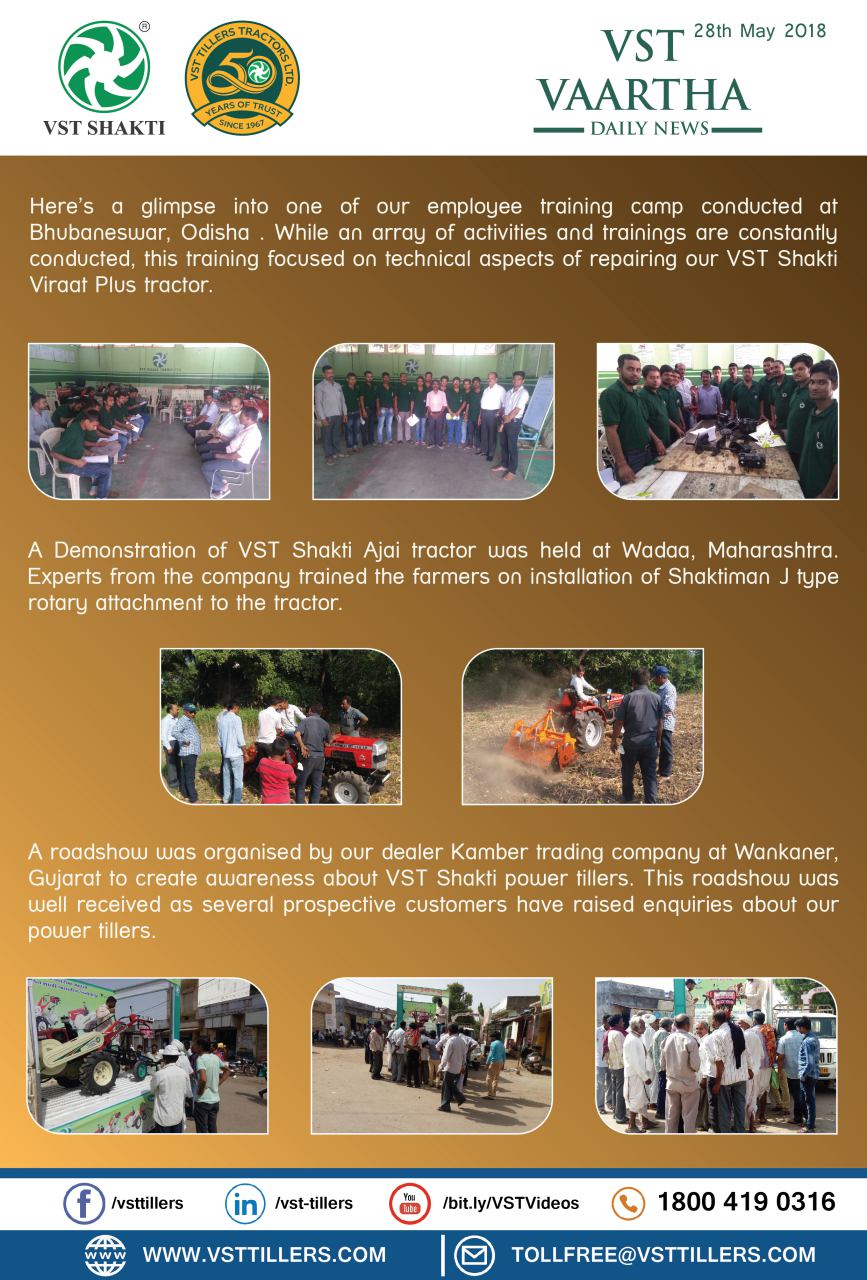 ®
VST SHAKTI
VST TILLERS TRACTORS LTD.
50
YEARS OF TRUST
SINCE 1967
28th May 2018
VST
VAARTHA
DAILY NEWS
Here's a glimpse into one of our employee training camp conducted at
Bhubaneswar, Odisha . While an array of activities and trainings are constantly
conducted, this training focused on technical aspects of repairing our VST Shakti
Viraat Plus tractor.
A Demonstration of VST Shakti Ajai tractor was held at Wadaa, Maharashtra.
Experts from the company trained the farmers on installation of Shaktiman J type
rotary attachment to the tractor.
A roadshow was organised by our dealer Kamber trading company at Wankaner,
Gujarat to create awareness about VST Shakti power tillers. This roadshow was
well received as several prospective customers have raised enquiries about our
power tillers.
f /vsttillers
in /vst-tillers
You Tube /bit.ly/VSTVideos
1800 419 0316
WWW WWW.VSTTILLERS.COM
TOLLFREE@VSTTILLERS.COM